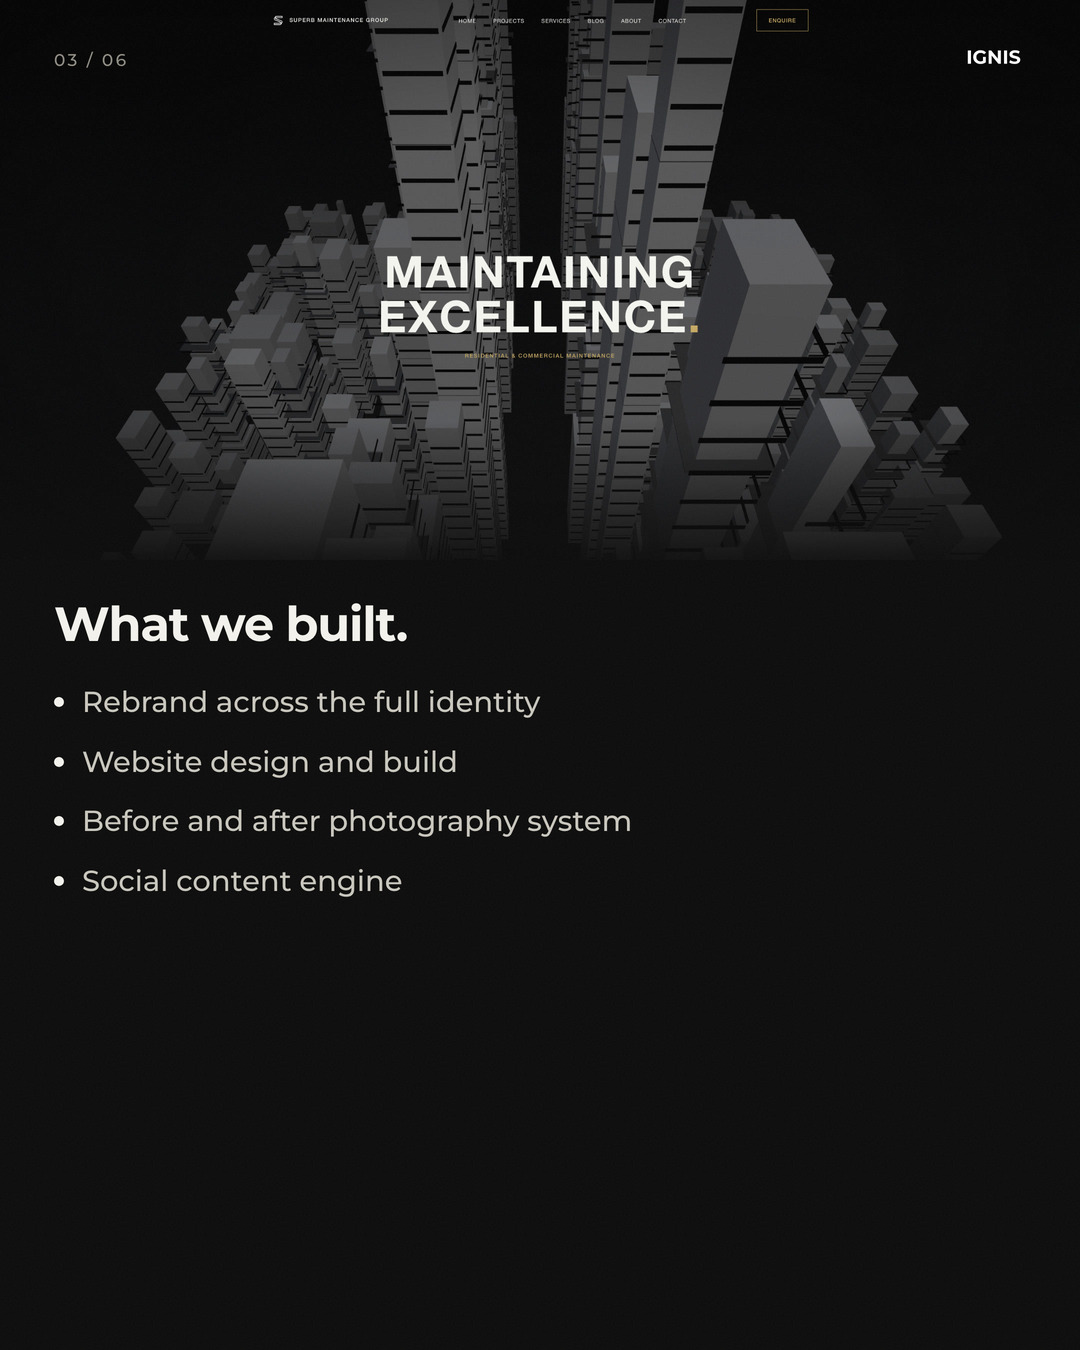 SUPERB MAINTENANCE GROUP
HOME PROJECTS SERVICES BLOG ABOUT CONTACT
ENQUIRE
03 / 06
IGNIS
MAINTAINING
EXCELLENCE.
RESIDENTIAL & COMMERCIAL MAINTENANCE
What we built.
• Rebrand across the full identity
• Website design and build
• Before and after photography system
• Social content engine